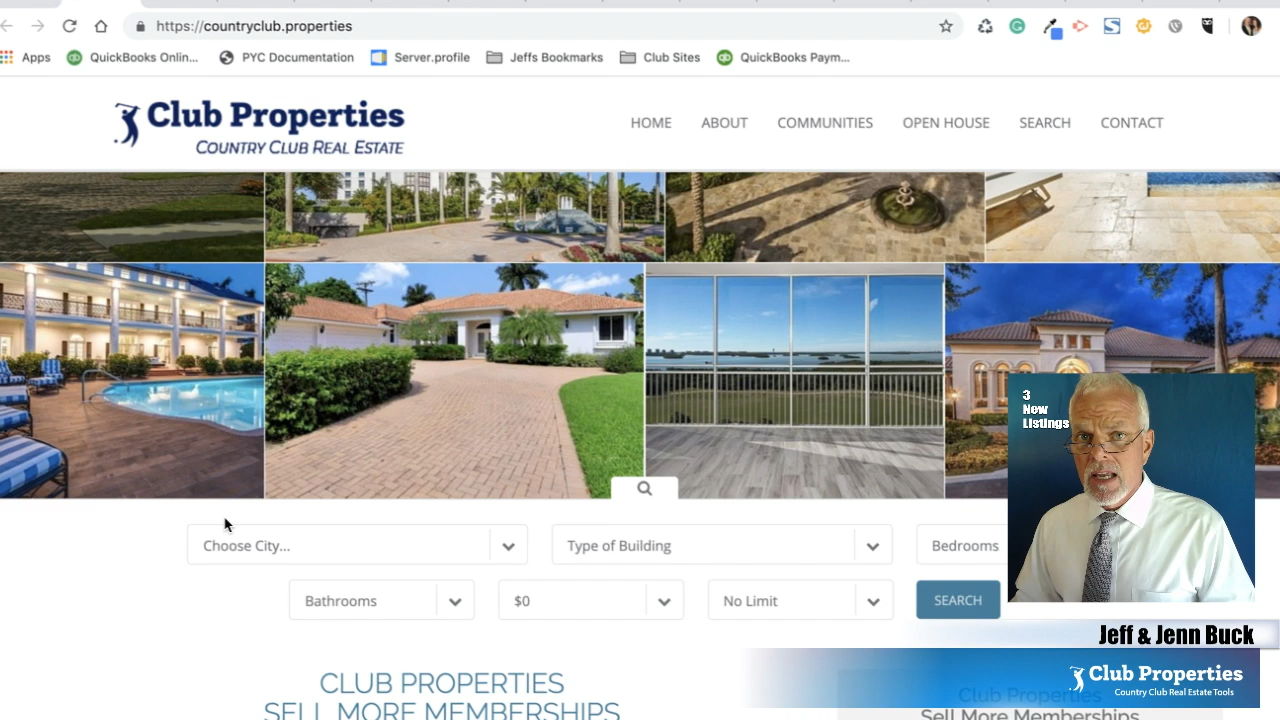 https://countryclub.properties
Apps QuickBooks Onlin... PYC Documentation Server.profile Jeffs Bookmarks Club Sites QuickBooks Paym...
Club Properties
COUNTRY CLUB REAL ESTATE
HOME ABOUT COMMUNITIES OPEN HOUSE SEARCH CONTACT
3
New
Listings
Choose City... Type of Building Bedrooms
Bathrooms $0 No Limit SEARCH
Jeff & Jenn Buck
Club Properties
Country Club Real Estate Tools
CLUB PROPERTIES
SELL MORE MEMBERSHIPS
Club Properties
Sell More Memberships